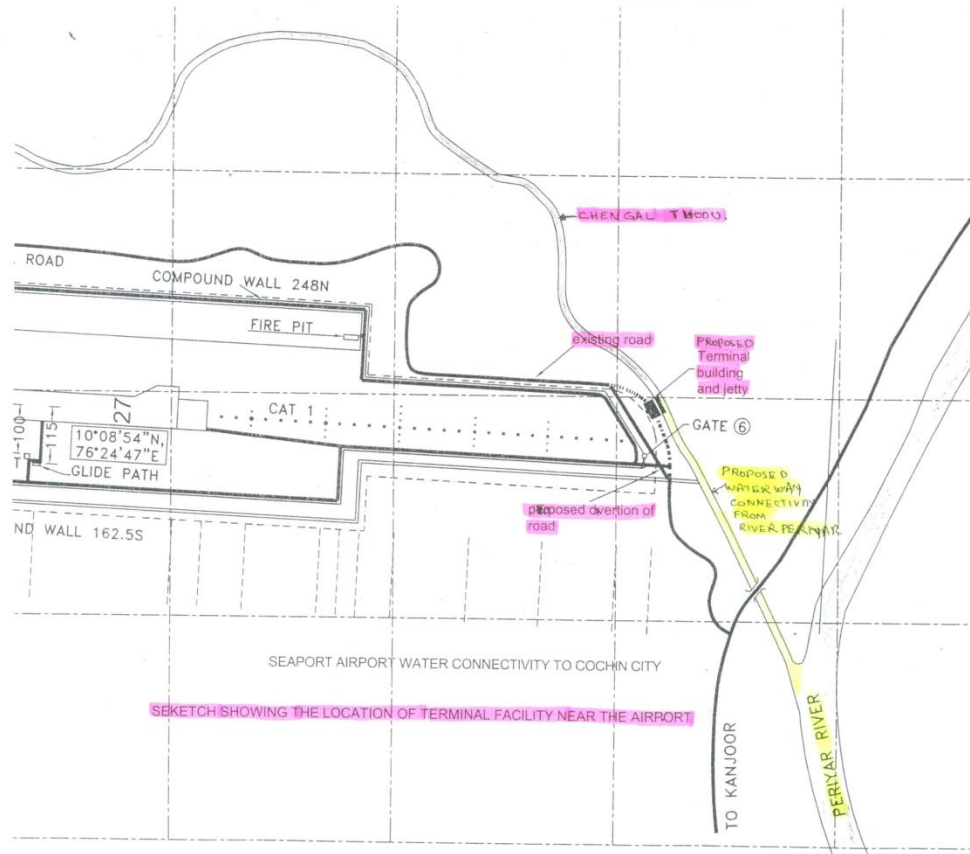 CHENGAL THODU.
ROAD
COMPOUND WALL 248N
FIRE PIT
existing road
PROPOSED
Terminal
building
and jetty
27
CAT 1
GATE 6
100
115
10°08'54"N,
76°24'47"E
GLIDE PATH
PROPOSED
WATERWAY
CONNECTIVITY
FROM
RIVER PERIYAR
proposed divertion of
road
ND WALL 162.5S
SEAPORT AIRPORT WATER CONNECTIVITY TO COCHIN CITY
SEKETCH SHOWING THE LOCATION OF TERMINAL FACILITY NEAR THE AIRPORT
TO KANJOOR
PERIYAR RIVER